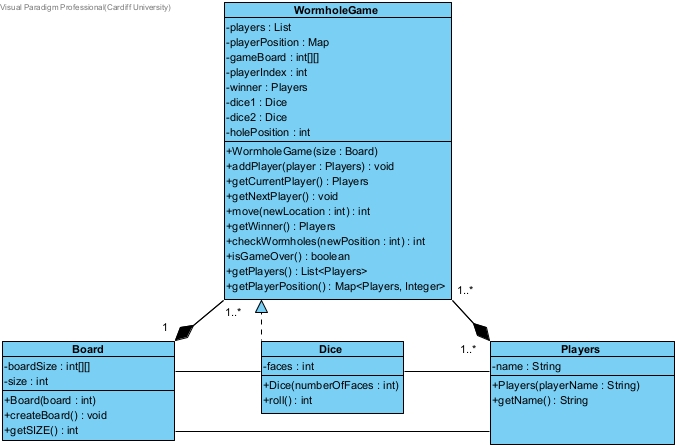 Visual Paradigm Professional(Cardiff University)
WormholeGame
-players : List
-playerPosition : Map
-gameBoard : int[][]
-playerIndex : int
-winner : Players
-dice1 : Dice
-dice2 : Dice
-holePosition : int
+WormholeGame(size : Board)
+addPlayer(player : Players) : void
+getCurrentPlayer() : Players
+getNextPlayer() : void
+move(newLocation : int) : int
+getWinner() : Players
+checkWormholes(newPosition : int) : int
+isGameOver() : boolean
+getPlayers() : List<Players>
+getPlayerPosition() : Map<Players, Integer>
1
1..*
1..*
1..*
Board
-boardSize : int[][]
-size : int
+Board(board : int)
+createBoard() : void
+getSIZE() : int
Dice
-faces : int
+Dice(numberOfFaces : int)
+roll() : int
Players
-name : String
+Players(playerName : String)
+getName() : String